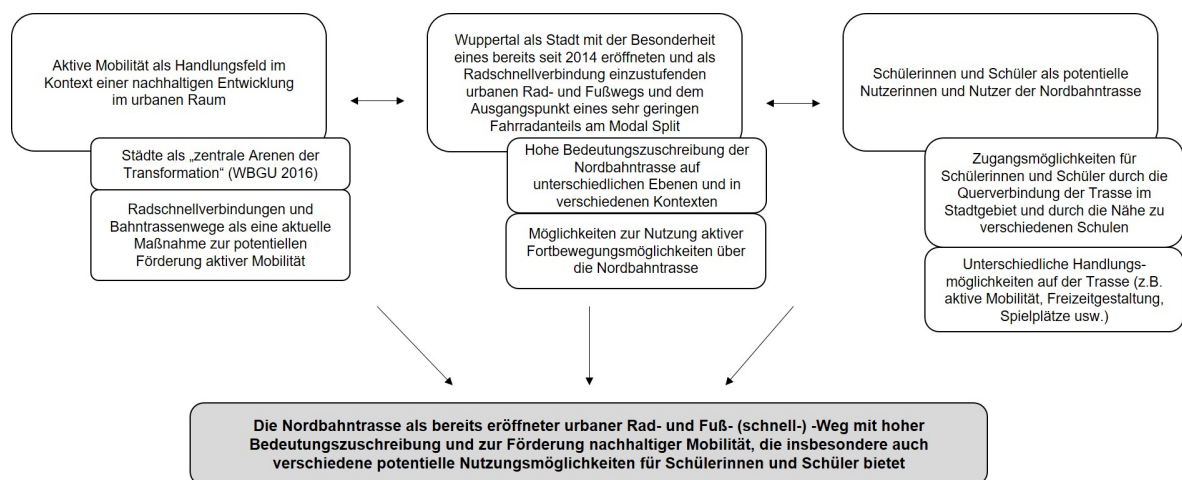 Aktive Mobilität als Handlungsfeld im
Kontext einer nachhaltigen Entwicklung
im urbanen Raum
Städte als „zentrale Arenen der
Transformation“ (WBGU 2016)
Radschnellverbindungen und
Bahntrassenwege als eine aktuelle
Maßnahme zur potentiellen
Förderung aktiver Mobilität
Wuppertal als Stadt mit der Besonderheit
eines bereits seit 2014 eröffneten und als
Radschnellverbindung einzustufenden
urbanen Rad- und Fußwegs und dem
Ausgangspunkt eines sehr geringen
Fahrradanteils am Modal Split
Hohe Bedeutungszuschreibung der
Nordbahntrasse auf
unterschiedlichen Ebenen und in
verschiedenen Kontexten
Möglichkeiten zur Nutzung aktiver
Fortbewegungsmöglichkeiten über
die Nordbahntrasse
Schülerinnen und Schüler als potentielle
Nutzerinnen und Nutzer der Nordbahntrasse
Zugangsmöglichkeiten für
Schülerinnen und Schüler durch die
Querverbindung der Trasse im
Stadtgebiet und durch die Nähe zu
verschiedenen Schulen
Unterschiedliche Handlungs-
möglichkeiten auf der Trasse (z.B.
aktive Mobilität, Freizeitgestaltung,
Spielplätze usw.)
Die Nordbahntrasse als bereits eröffneter urbaner Rad- und Fuß- (schnell-) -Weg mit hoher
Bedeutungszuschreibung und zur Förderung nachhaltiger Mobilität, die insbesondere auch
verschiedene potentielle Nutzungsmöglichkeiten für Schülerinnen und Schüler bietet